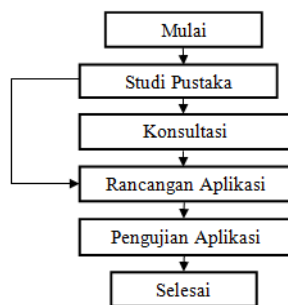 Mulai
Studi Pustaka
Konsultasi
Rancangan Aplikasi
Pengujian Aplikasi
Selesai